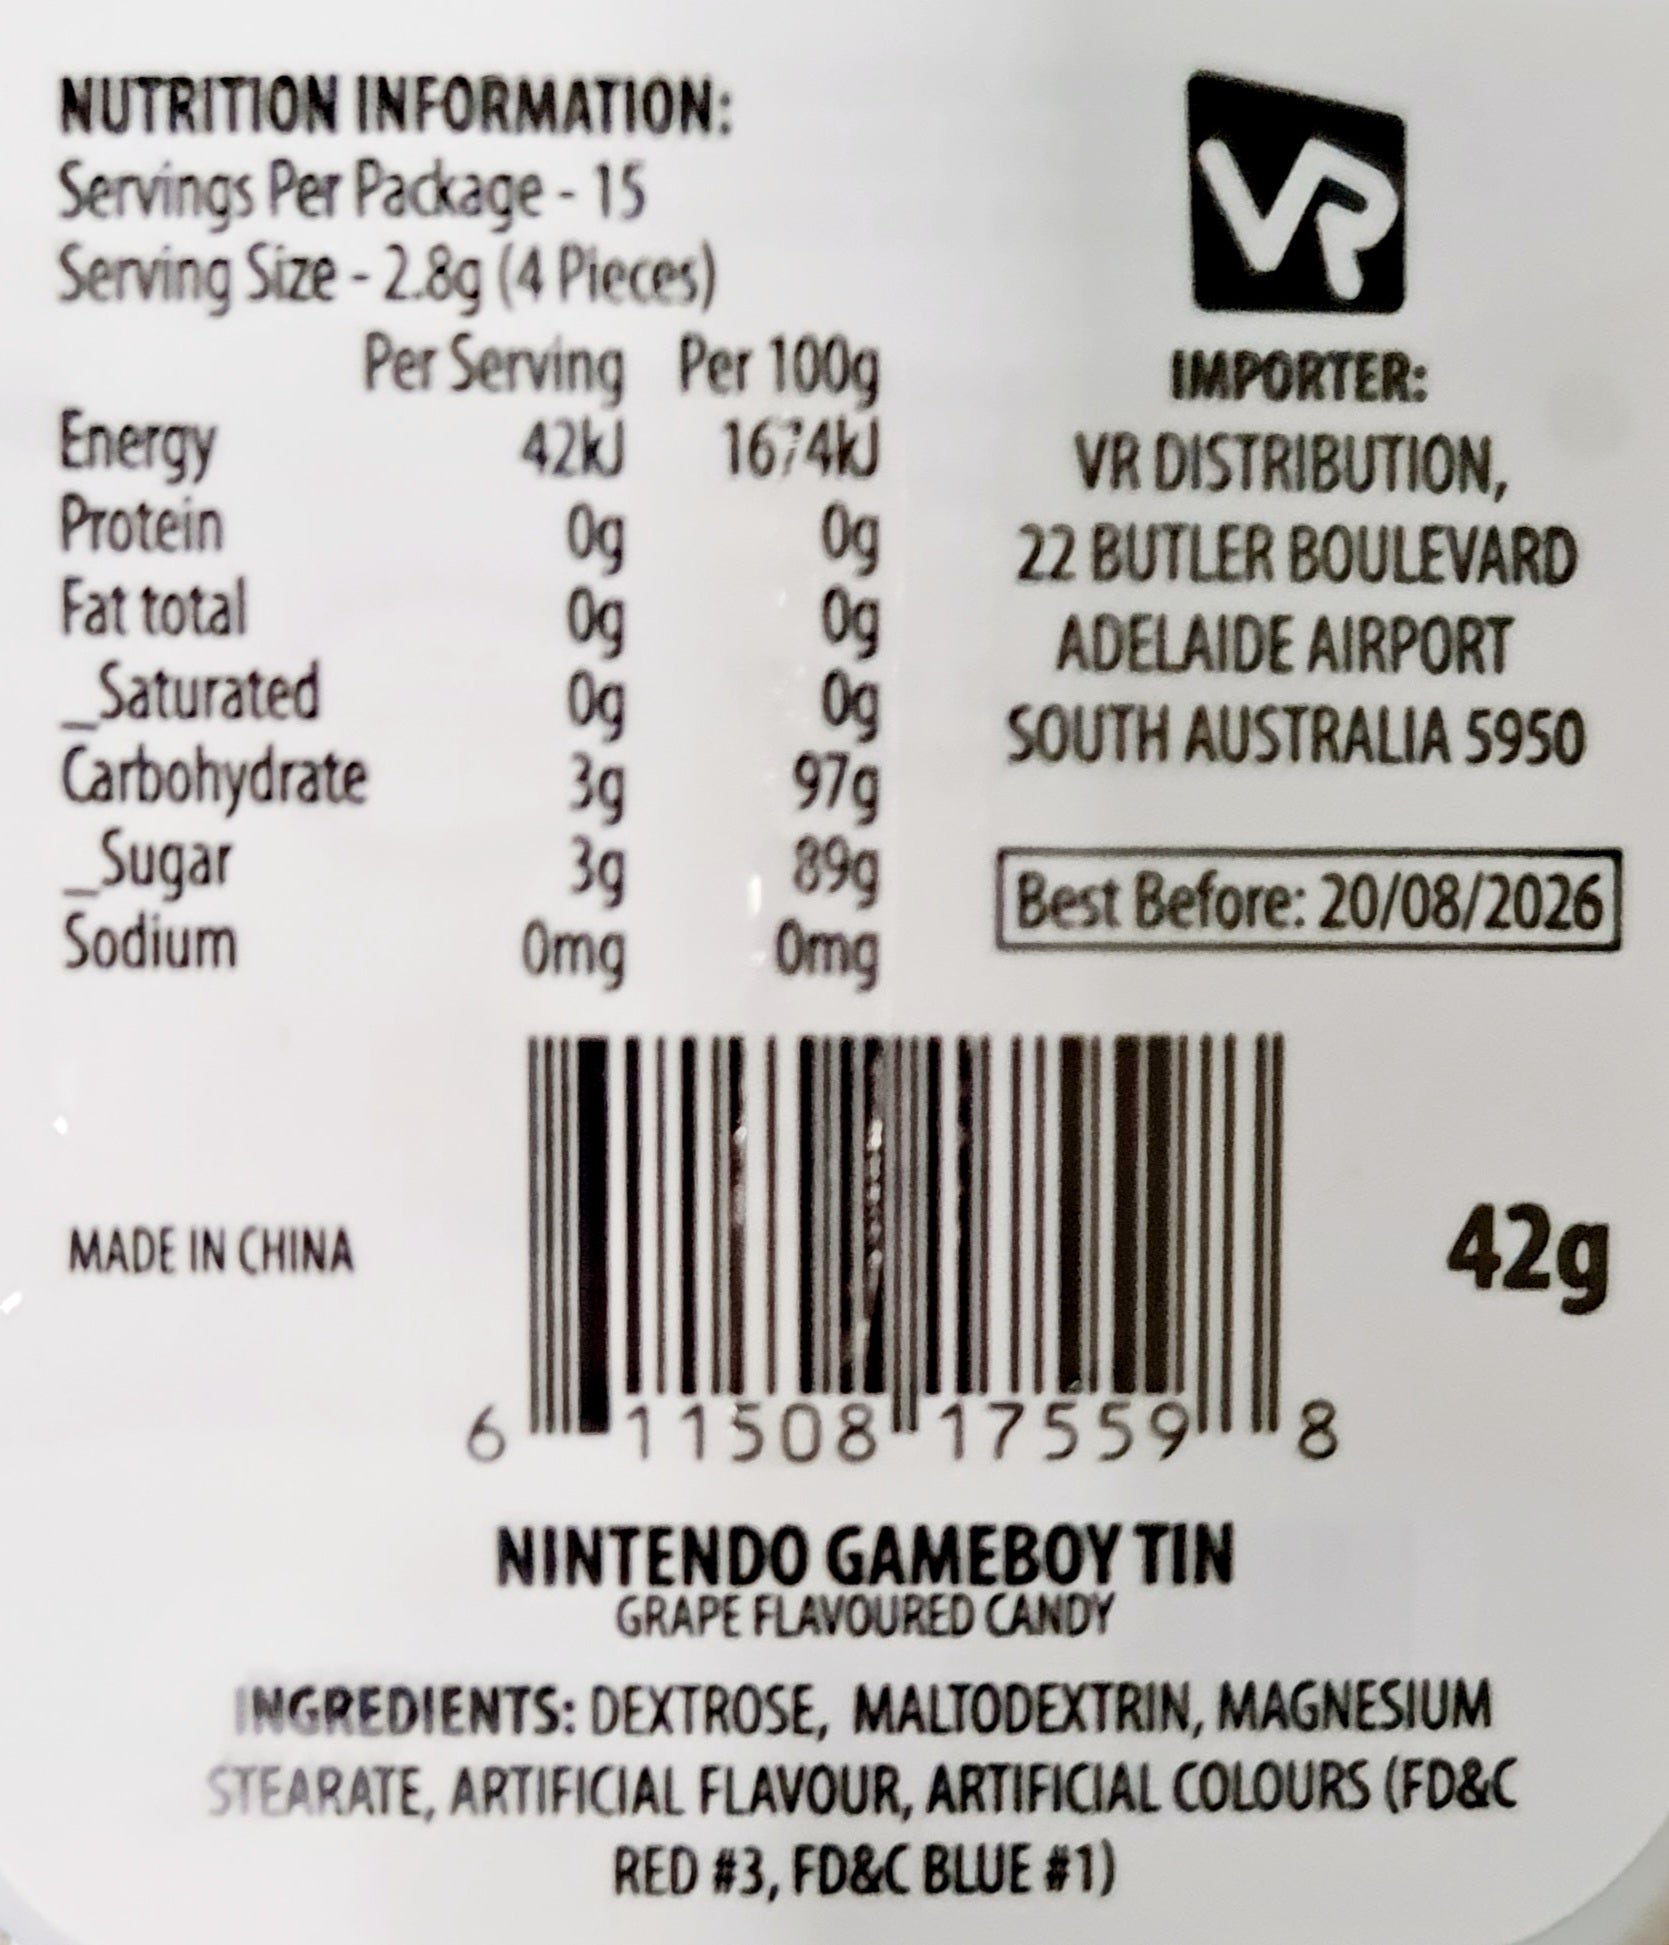 NUTRITION INFORMATION:
Servings Per Package - 15
Serving Size - 2.8g (4 Pieces)
Per Serving Per 100g
Energy 42kJ 1674kJ
Protein 0g 0g
Fat total 0g 0g
_Saturated 0g 0g
Carbohydrate 3g 97g
_Sugar 3g 89g
Sodium 0mg 0mg
VR
IMPORTER:
VR DISTRIBUTION,
22 BUTLER BOULEVARD
ADELAIDE AIRPORT
SOUTH AUSTRALIA 5950
Best Before: 20/08/2026
MADE IN CHINA
42g
6 11508 17559 8
NINTENDO GAMEBOY TIN
GRAPE FLAVOURED CANDY
INGREDIENTS: DEXTROSE, MALTODEXTRIN, MAGNESIUM
STEARATE, ARTIFICIAL FLAVOUR, ARTIFICIAL COLOURS (FD&C
RED #3, FD&C BLUE #1)